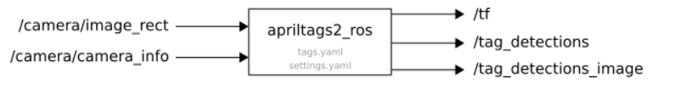 /camera/image_rect
/camera/camera_info
apriltags2_ros
tags.yaml
settings.yaml
/tf
/tag_detections
/tag_detections_image